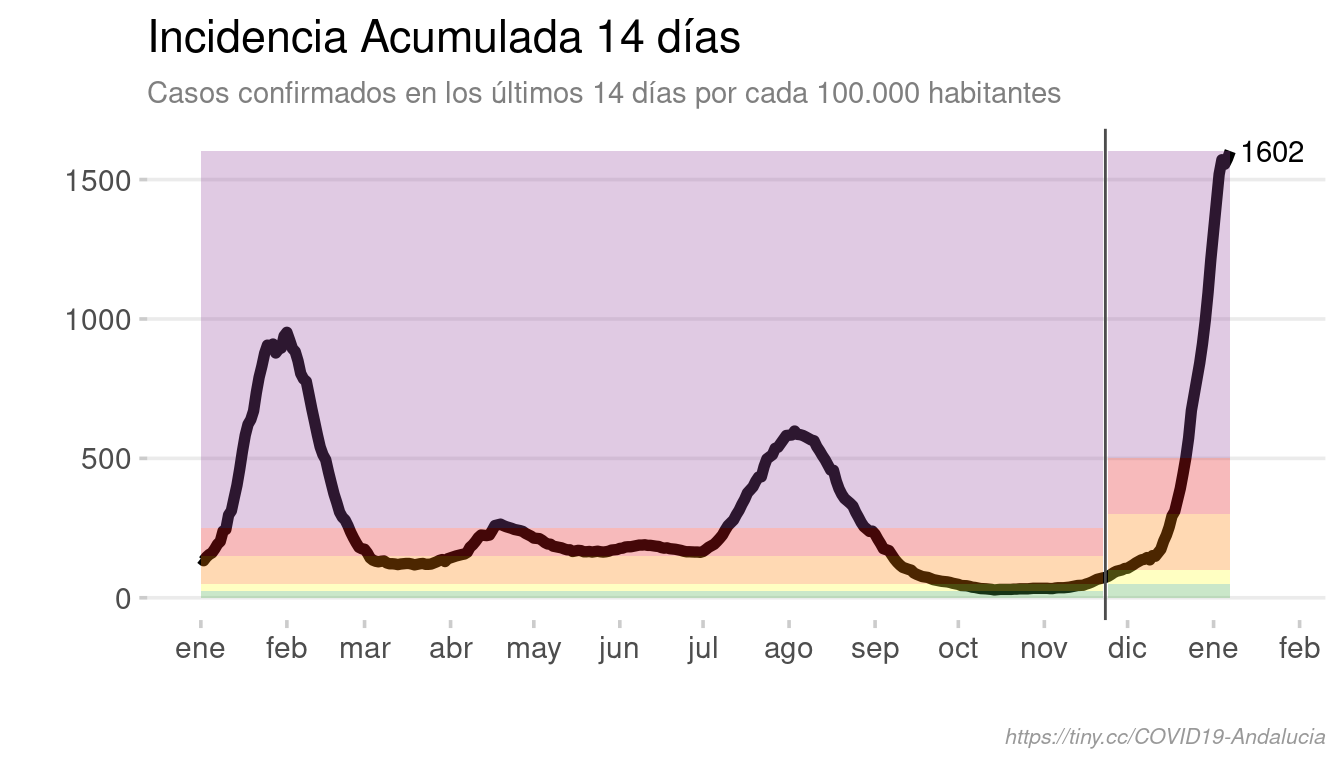 Incidencia Acumulada 14 días
Casos confirmados en los últimos 14 días por cada 100.000 habitantes
1602
1500
1000
500
0
ene feb mar abr may jun jul ago sep oct nov dic ene feb
https://tiny.cc/COVID19-Andalucia